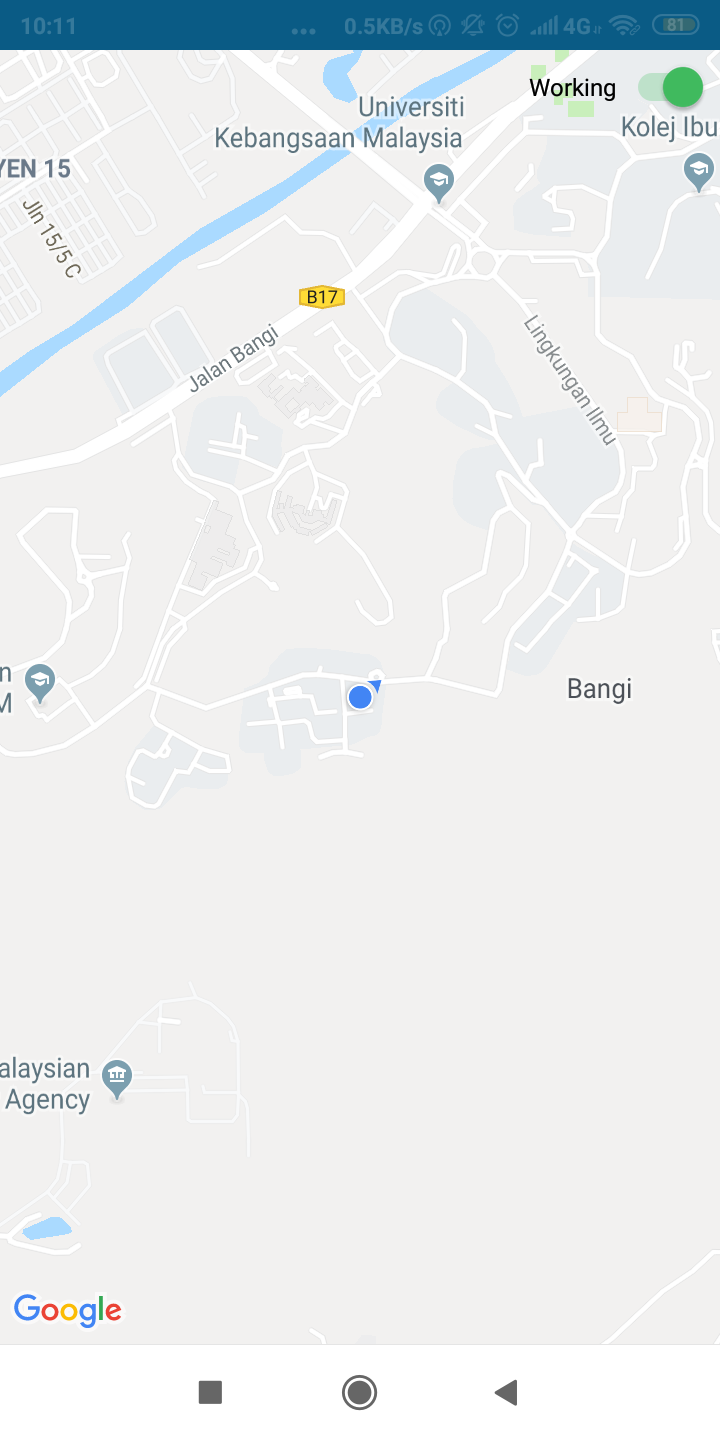 10:11
... 0.5KB/s 4G 81
Working
Universiti
Kebangsaan Malaysia
Kolej Ibu
YEN 15
Jln 15/5 C
B17
Jalan Bangi
Lingkungan Ilmu
n
M
Bangi
alaysian
Agency
Google